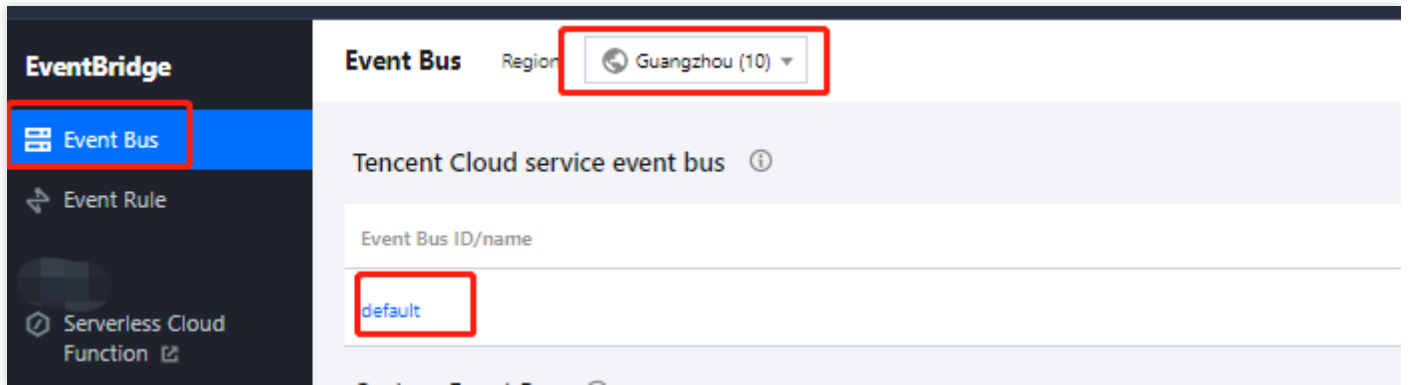 EventBridge
Event Bus
Event Rule
Serverless Cloud
Function
Event Bus Region Guangzhou (10)
Tencent Cloud service event bus
Event Bus ID/name
default